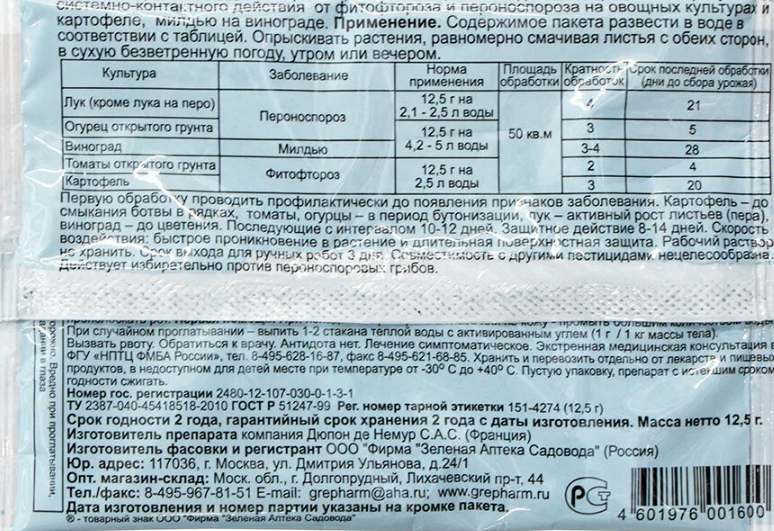 системно-контактного действия от фитофтороза и пероноспороза на овощных культурах и
картофеле, милдью на винограде. Применение. Содержимое пакета развести в воде в
соответствии с таблицей. Опрыскивать растения, равномерно смачивая листья с обеих сторон,
в сухую безветренную погоду, утром или вечером.
Культура Заболевание Норма применения Площадь обработки Кратность обработок Срок последней обработки (дни до сбора урожая)
Лук (кроме лука на перо) Пероноспороз 12,5 г на 2,1 - 2,5 л воды 50 кв.м 4 21
Огурец открытого грунта 12,5 г на 4,2 - 5 л воды 3 5
Виноград Милдью 3-4 28
Томаты открытого грунта Фитофтороз 12,5 г на 2,5 л воды 2 4
Картофель 3 20
Первую обработку проводить профилактически до появления признаков заболевания. Картофель – до
смыкания ботвы в рядках, томаты, огурцы – в период бутонизации, лук – активный рост листьев (пера),
виноград – до цветения. Последующие с интервалом 10-12 дней. Защитное действие 8-14 дней. Скорость
воздействия: быстрое проникновение в растение и длительная поверхностная защита. Рабочий раствор
не хранить. Срок выхода для ручных работ 3 дня. Совместимость с другими пестицидами нецелесообразна.
Действует избирательно против пероноспоровых грибов.
кожу - промыть большим количеством воды
При случайном проглатывании – выпить 1-2 стакана теплой воды с активированным углем (1 г / 1 кг массы тела).
Вызвать рвоту. Обратиться к врачу. Антидота нет. Лечение симптоматическое. Экстренная медицинская консультация в
ФГУ «НПТЦ ФМБА России», тел. 8-495-628-16-87, факс 8-495-621-68-85. Хранить и перевозить отдельно от лекарств и пищевых
продуктов, в недоступном для детей месте при температуре от -30º С до +40º С. Пустую упаковку, препарат с истекшим сроком
годности сжигать.
Номер гос. регистрации 2480-12-107-030-0-1-3-1
ТУ 2387-040-45418518-2010 ГОСТ Р 51247-99 Рег. номер тарной этикетки 151-4274 (12,5 г)
Срок годности 2 года, гарантийный срок хранения 2 года с даты изготовления. Масса нетто 12,5 г.
Изготовитель препарата компания Дюпон де Немур С.А.С. (Франция)
Изготовитель фасовки и регистрант ООО "Фирма "Зеленая Аптека Садовода" (Россия)
Юр. адрес: 117036, г. Москва, ул. Дмитрия Ульянова, д.24/1
Опт. магазин-склад: Моск. обл., г. Долгопрудный, Лихачевский пр-т, 44
Тел./факс: 8-495-967-81-51 E-mail: grepharm@aha.ru; www.grepharm.ru
Дата изготовления и номер партии указаны на кромке пакета.
® - товарный знак ООО "Фирма "Зеленая Аптека Садовода"
РСТ
4 601976 001600
Вредно при проглатывании,
в глаза